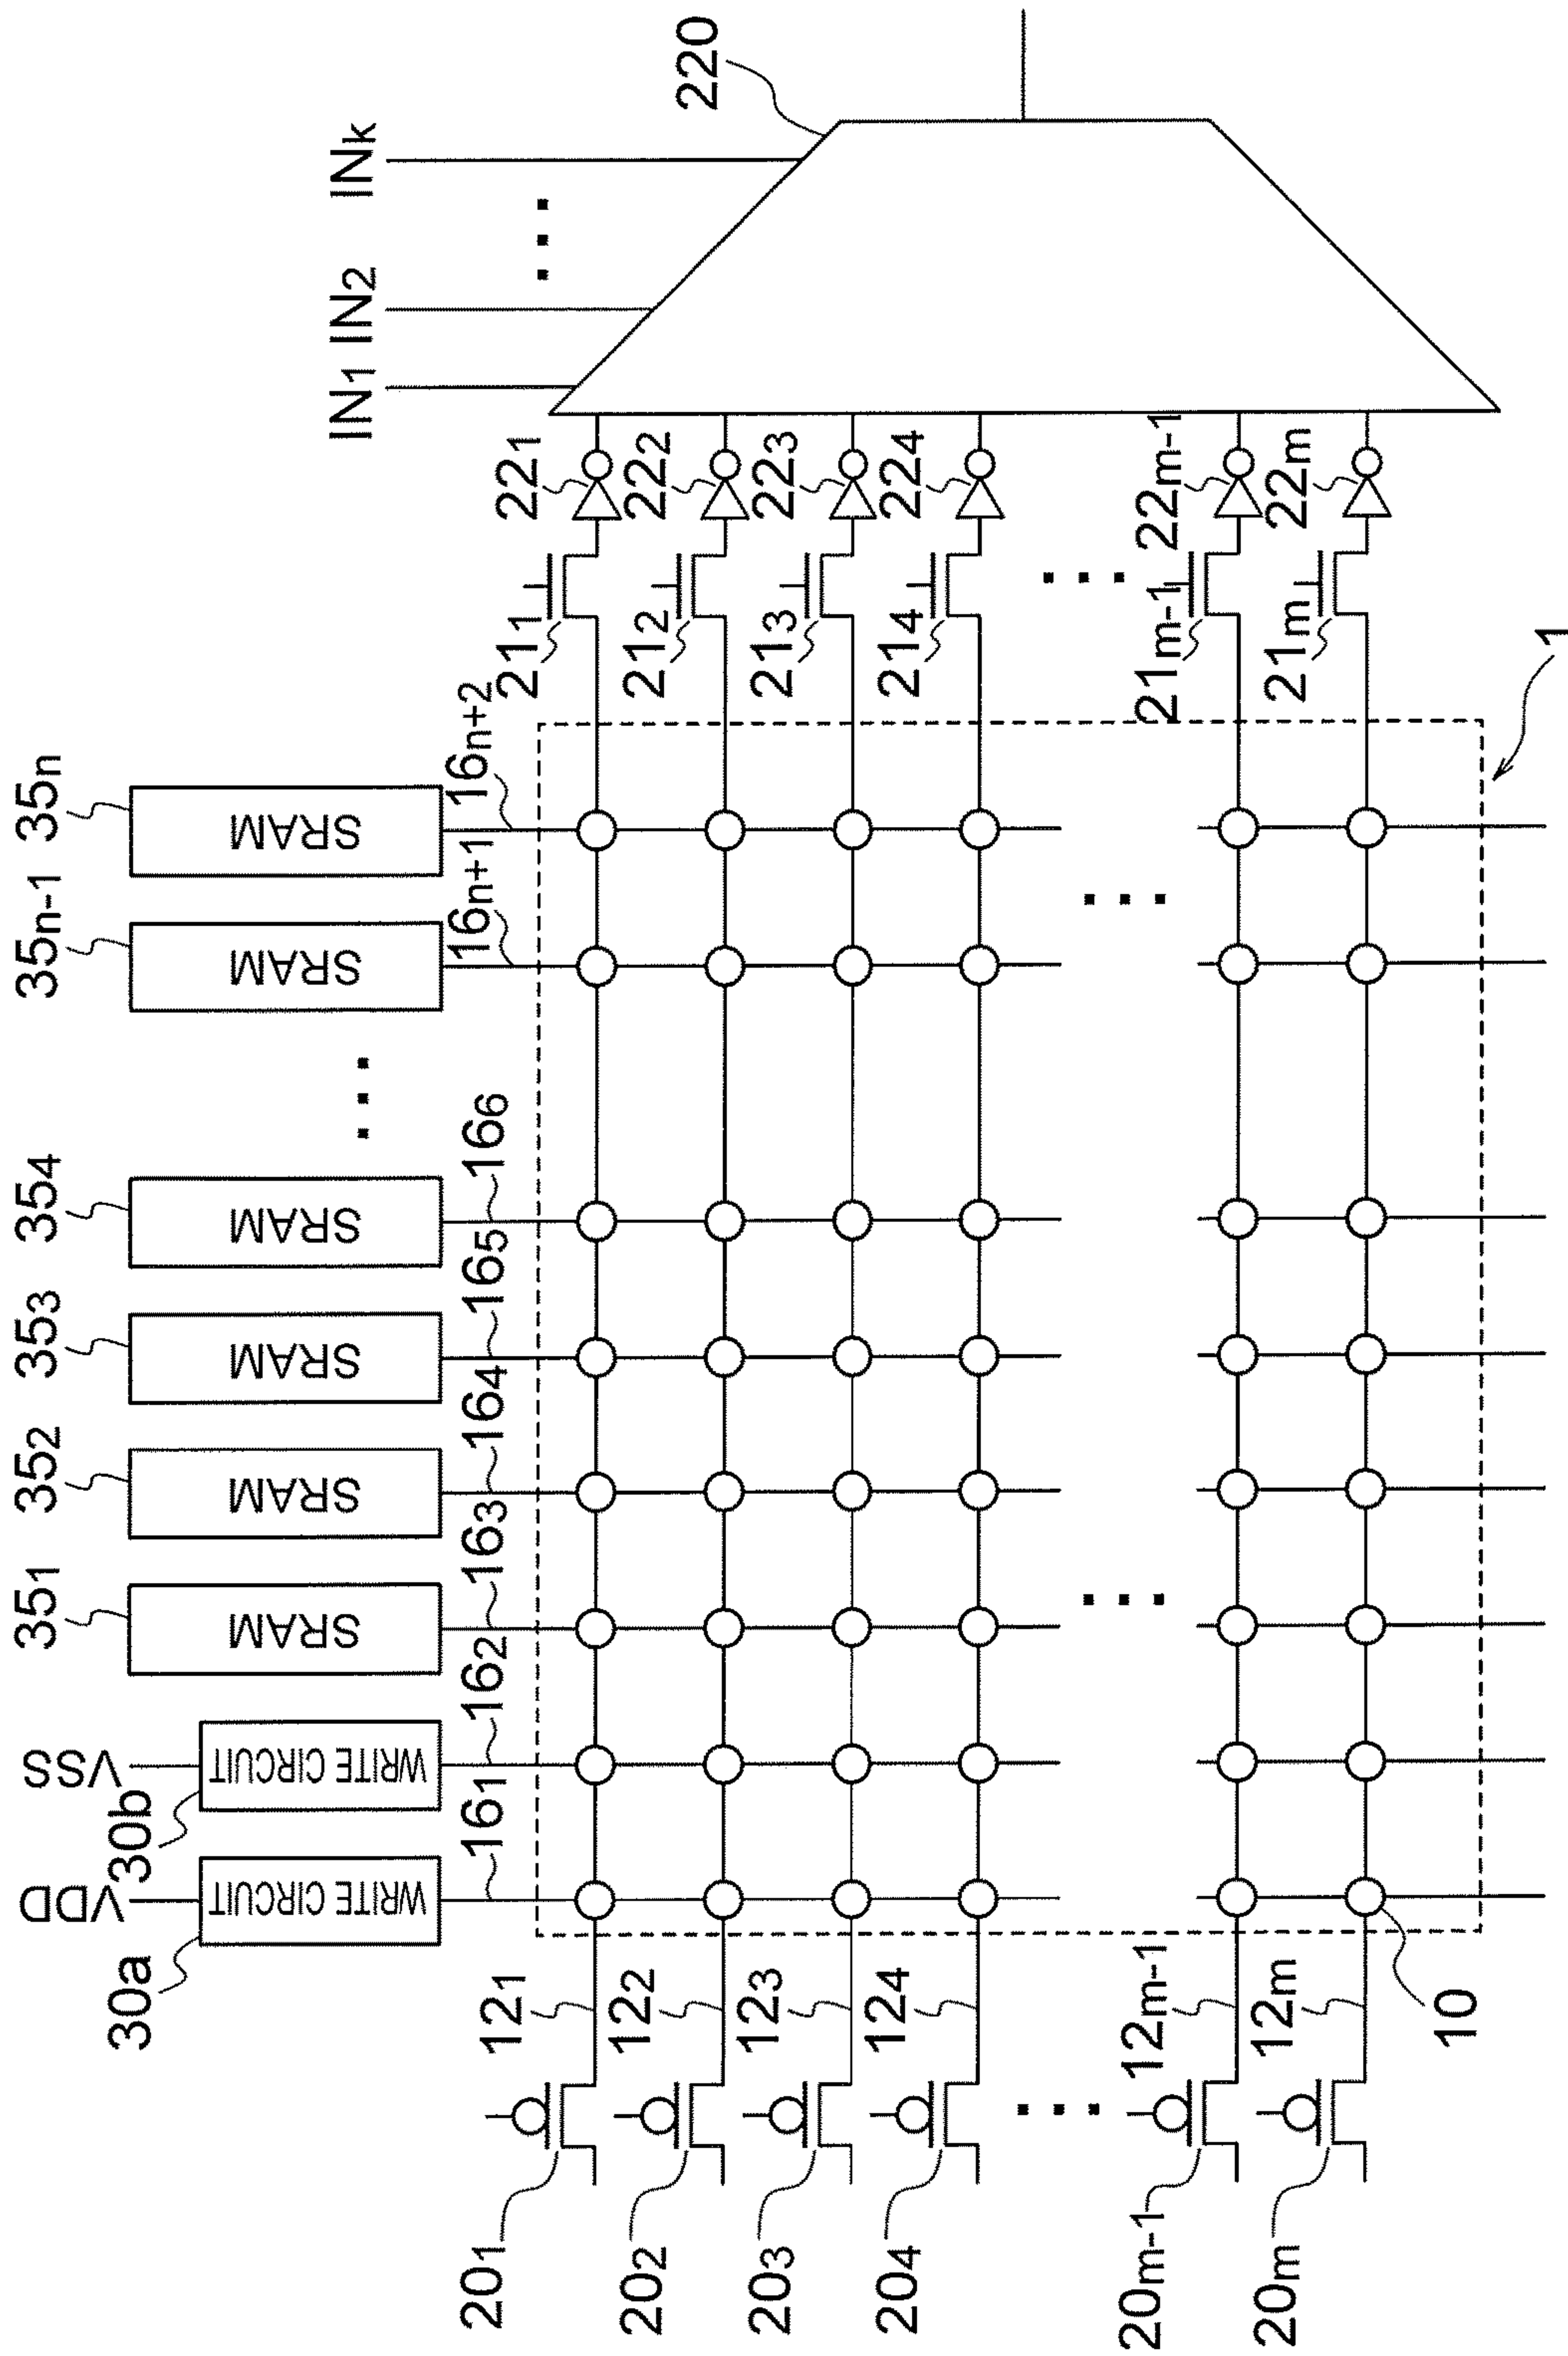 35n-1 35n
351 352 353 354
SRAM SRAM SRAM SRAM SRAM SRAM
VDD VSS
30a 30b
WRITE CIRCUIT WRITE CIRCUIT
161 162 163 164 165 166 16n+1 16n+2
IN1 IN2 ... INk
220
201 121 211 221
202 122 212 222
203 123 213 223
204 124 214 224
20m-1 12m-1 21m-1 22m-1
20m 12m 21m 22m
10
1